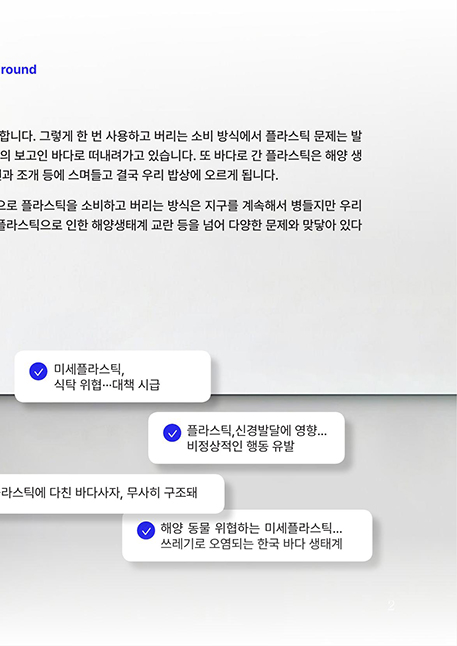 round
합니다. 그렇게 한 번 사용하고 버리는 소비 방식에서 플라스틱 문제는 발
의 보고인 바다로 떠내려가고 있습니다. 또 바다로 간 플라스틱은 해양 생
과 조개 등에 스며들고 결국 우리 밥상에 오르게 됩니다.
으로 플라스틱을 소비하고 버리는 방식은 지구를 계속해서 병들지만 우리
플라스틱으로 인한 해양생태계 교란 등을 넘어 다양한 문제와 맞닿아 있다
미세플라스틱,
식탁 위협…대책 시급
플라스틱,신경발달에 영향...
비정상적인 행동 유발
라스틱에 다친 바다사자, 무사히 구조돼
해양 동물 위협하는 미세플라스틱...
쓰레기로 오염되는 한국 바다 생태계